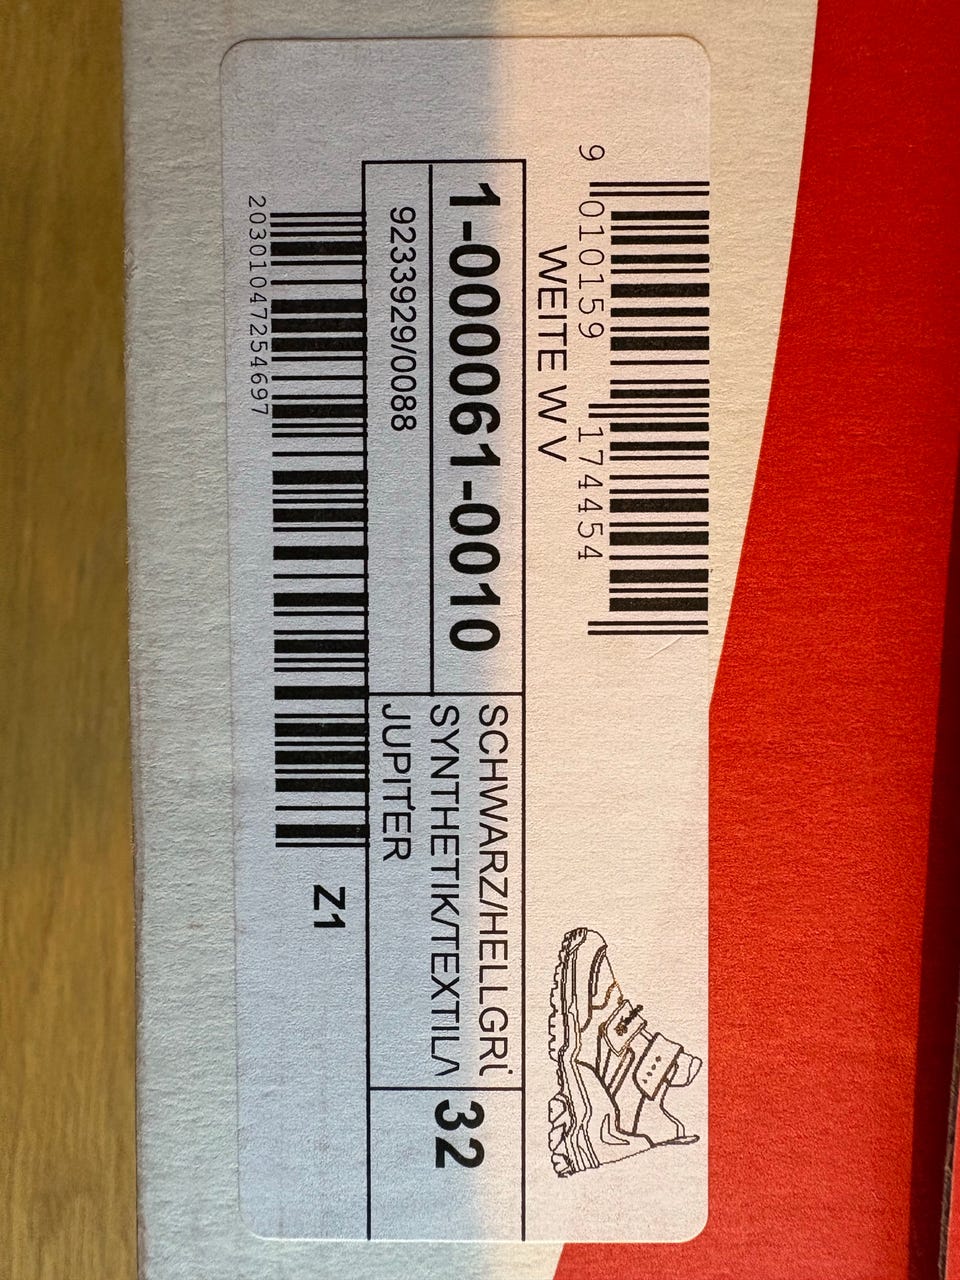 9 010159 174454
WEITE W V
1-000061-0010
9233929/0088
SCHWARZ/HELLGRÜ
SYNTHETIK/TEXTIL/
JUPITER
32
2030104725469​7
Z1